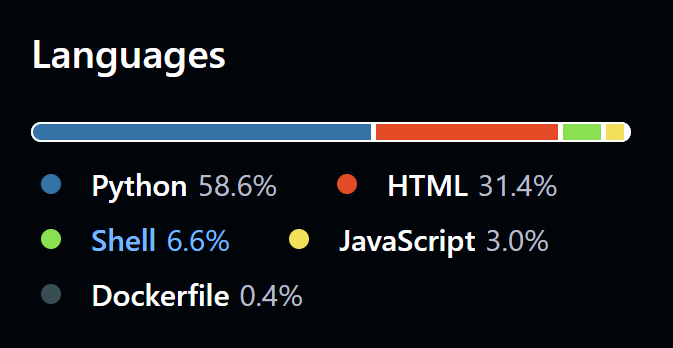 Languages
Python 58.6% HTML 31.4%
Shell 6.6% JavaScript 3.0%
Dockerfile 0.4%